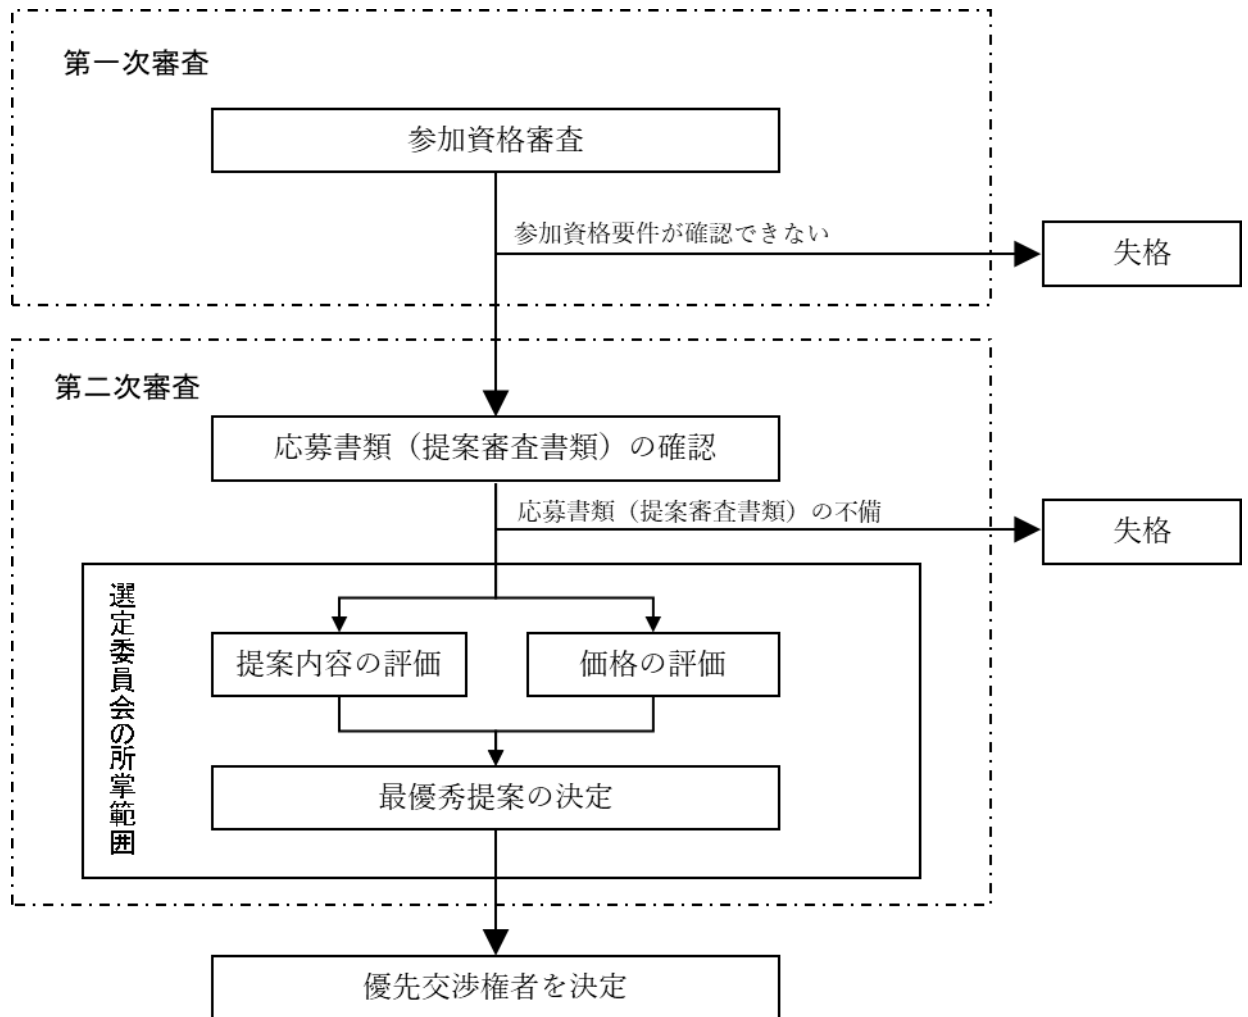 第一次審査
参加資格審査
参加資格要件が確認できない
失格
第二次審査
応募書類（提案審査書類）の確認
応募書類（提案審査書類）の不備
失格
選定委員会の所掌範囲
提案内容の評価
価格の評価
最優秀提案の決定
優先交渉権者を決定